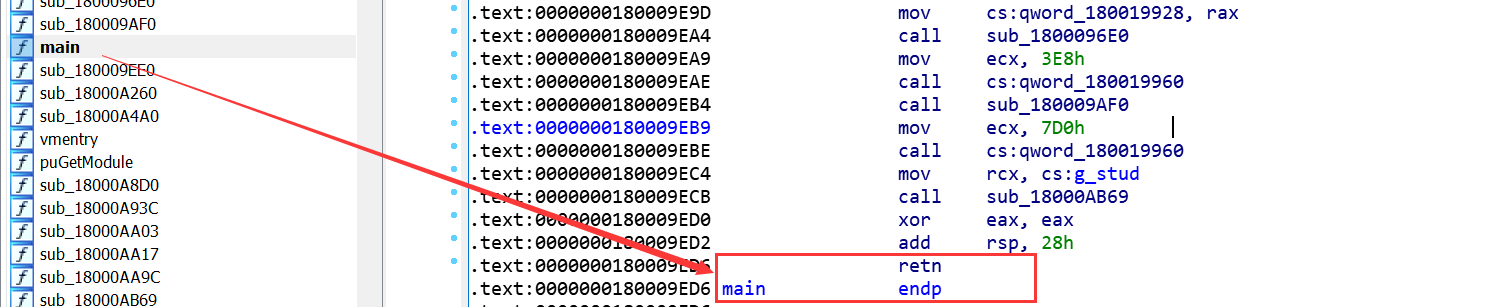 sub_1800096E0
sub_180009AF0
main
sub_180009EE0
sub_18000A260
sub_18000A4A0
vmentry
puGetModule
sub_18000A8D0
sub_18000A93C
sub_18000AA03
sub_18000AA17
sub_18000AA9C
sub_18000AB69
.text:0000000180009E9D mov cs:qword_180019928, rax
.text:0000000180009EA4 call sub_1800096E0
.text:0000000180009EA9 mov ecx, 3E8h
.text:0000000180009EAE call cs:qword_180019960
.text:0000000180009EB4 call sub_180009AF0
.text:0000000180009EB9 mov ecx, 7D0h
.text:0000000180009EBE call cs:qword_180019960
.text:0000000180009EC4 mov rcx, cs:g_stud
.text:0000000180009ECB call sub_18000AB69
.text:0000000180009ED0 xor eax, eax
.text:0000000180009ED2 add rsp, 28h
.text:0000000180009ED6 retn
.text:0000000180009ED6 main endp